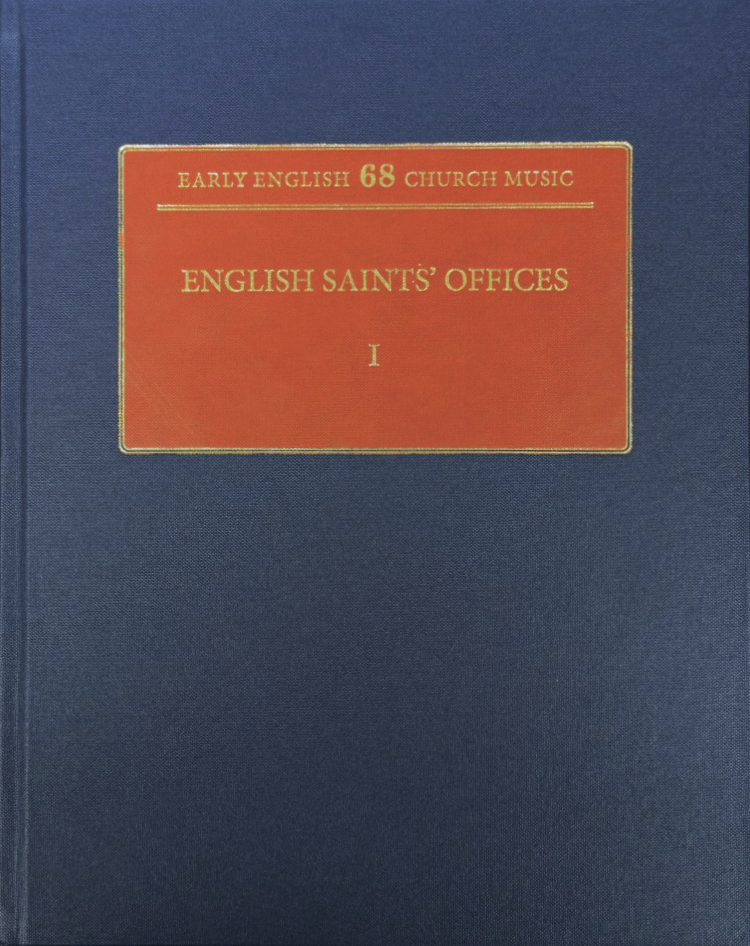 EARLY ENGLISH 68 CHURCH MUSIC
ENGLISH SAINTS’ OFFICES
I